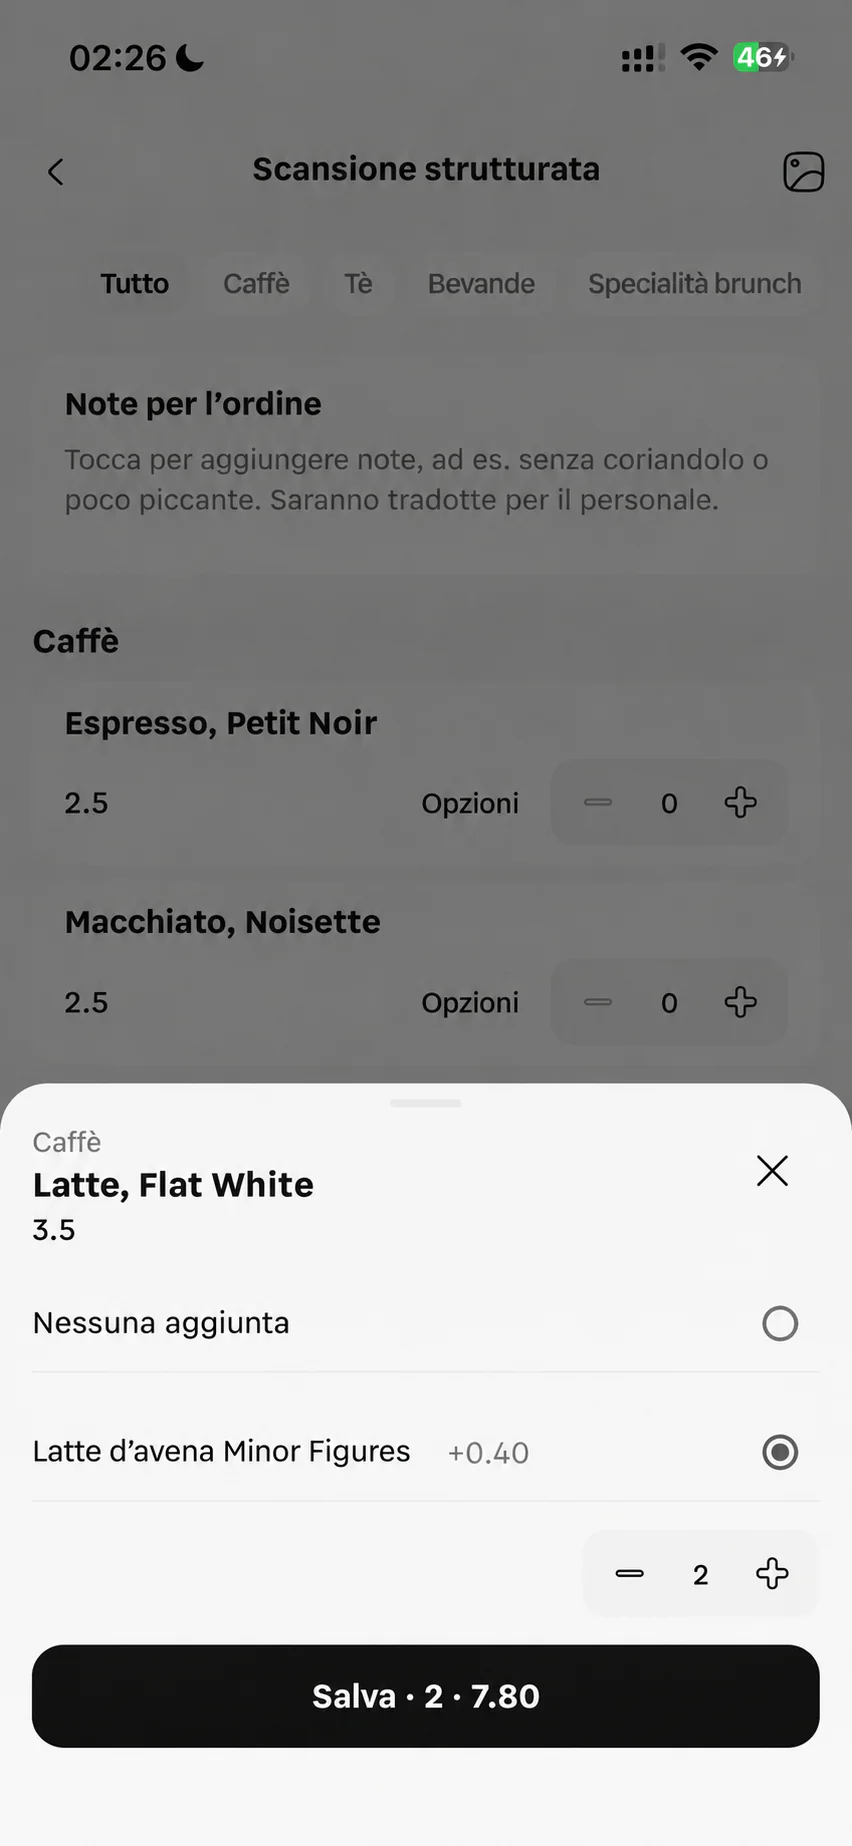 02:26
46
Scansione strutturata
Tutto Caffè Tè Bevande Specialità brunch
Note per l’ordine
Tocca per aggiungere note, ad es. senza coriandolo o
poco piccante. Saranno tradotte per il personale.
Caffè
Espresso, Petit Noir
2.5 Opzioni 0
Macchiato, Noisette
2.5 Opzioni 0
Caffè
Latte, Flat White
3.5
Nessuna aggiunta
Latte d’avena Minor Figures +0.40
2
Salva · 2 · 7.80